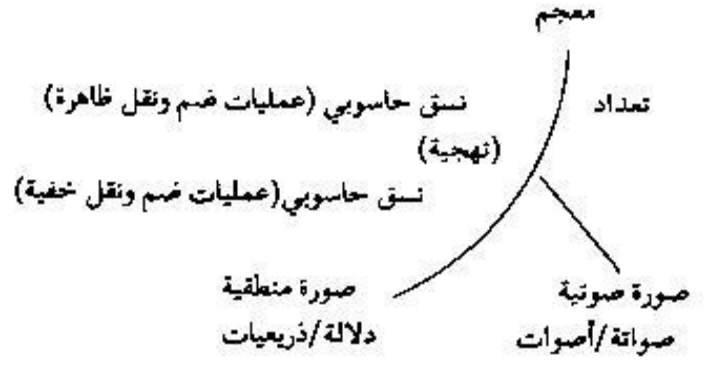 معجم
تعداد
نسق حاسوبي (عمليات ضم ونقل ظاهرة)
(تهجية)
نسق حاسوبي(عمليات ضم ونقل خفية)
صورة صوتية
صواتة/أصوات
صورة منطقية
دلالة/ذريعيات